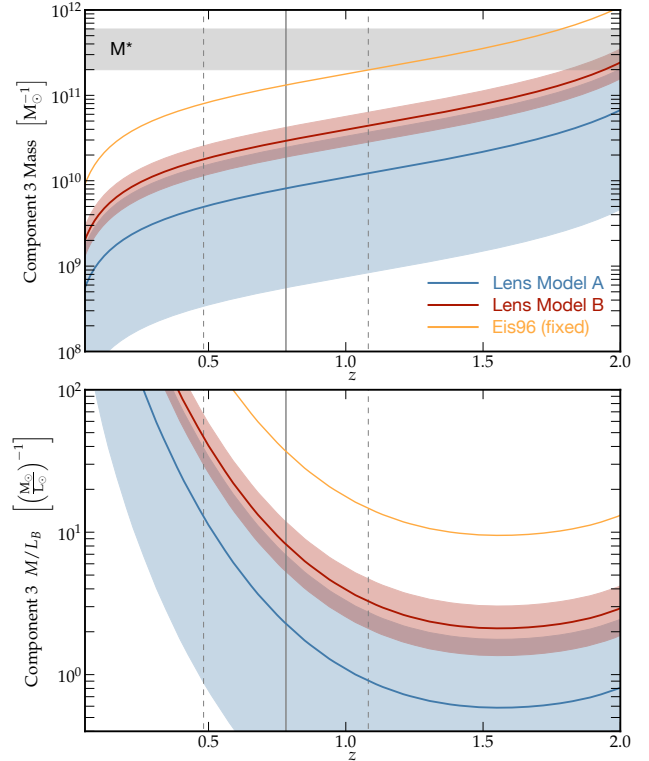 10¹²
M*
10¹¹
10¹⁰
10⁹
10⁸
Component 3 Mass [M⊙⁻¹]
Lens Model A
Lens Model B
Eis96 (fixed)
0.5 1.0 1.5 2.0
z
10²
10¹
10⁰
Component 3 M/L_B [(M⊙/L⊙)⁻¹]
0.5 1.0 1.5 2.0
z